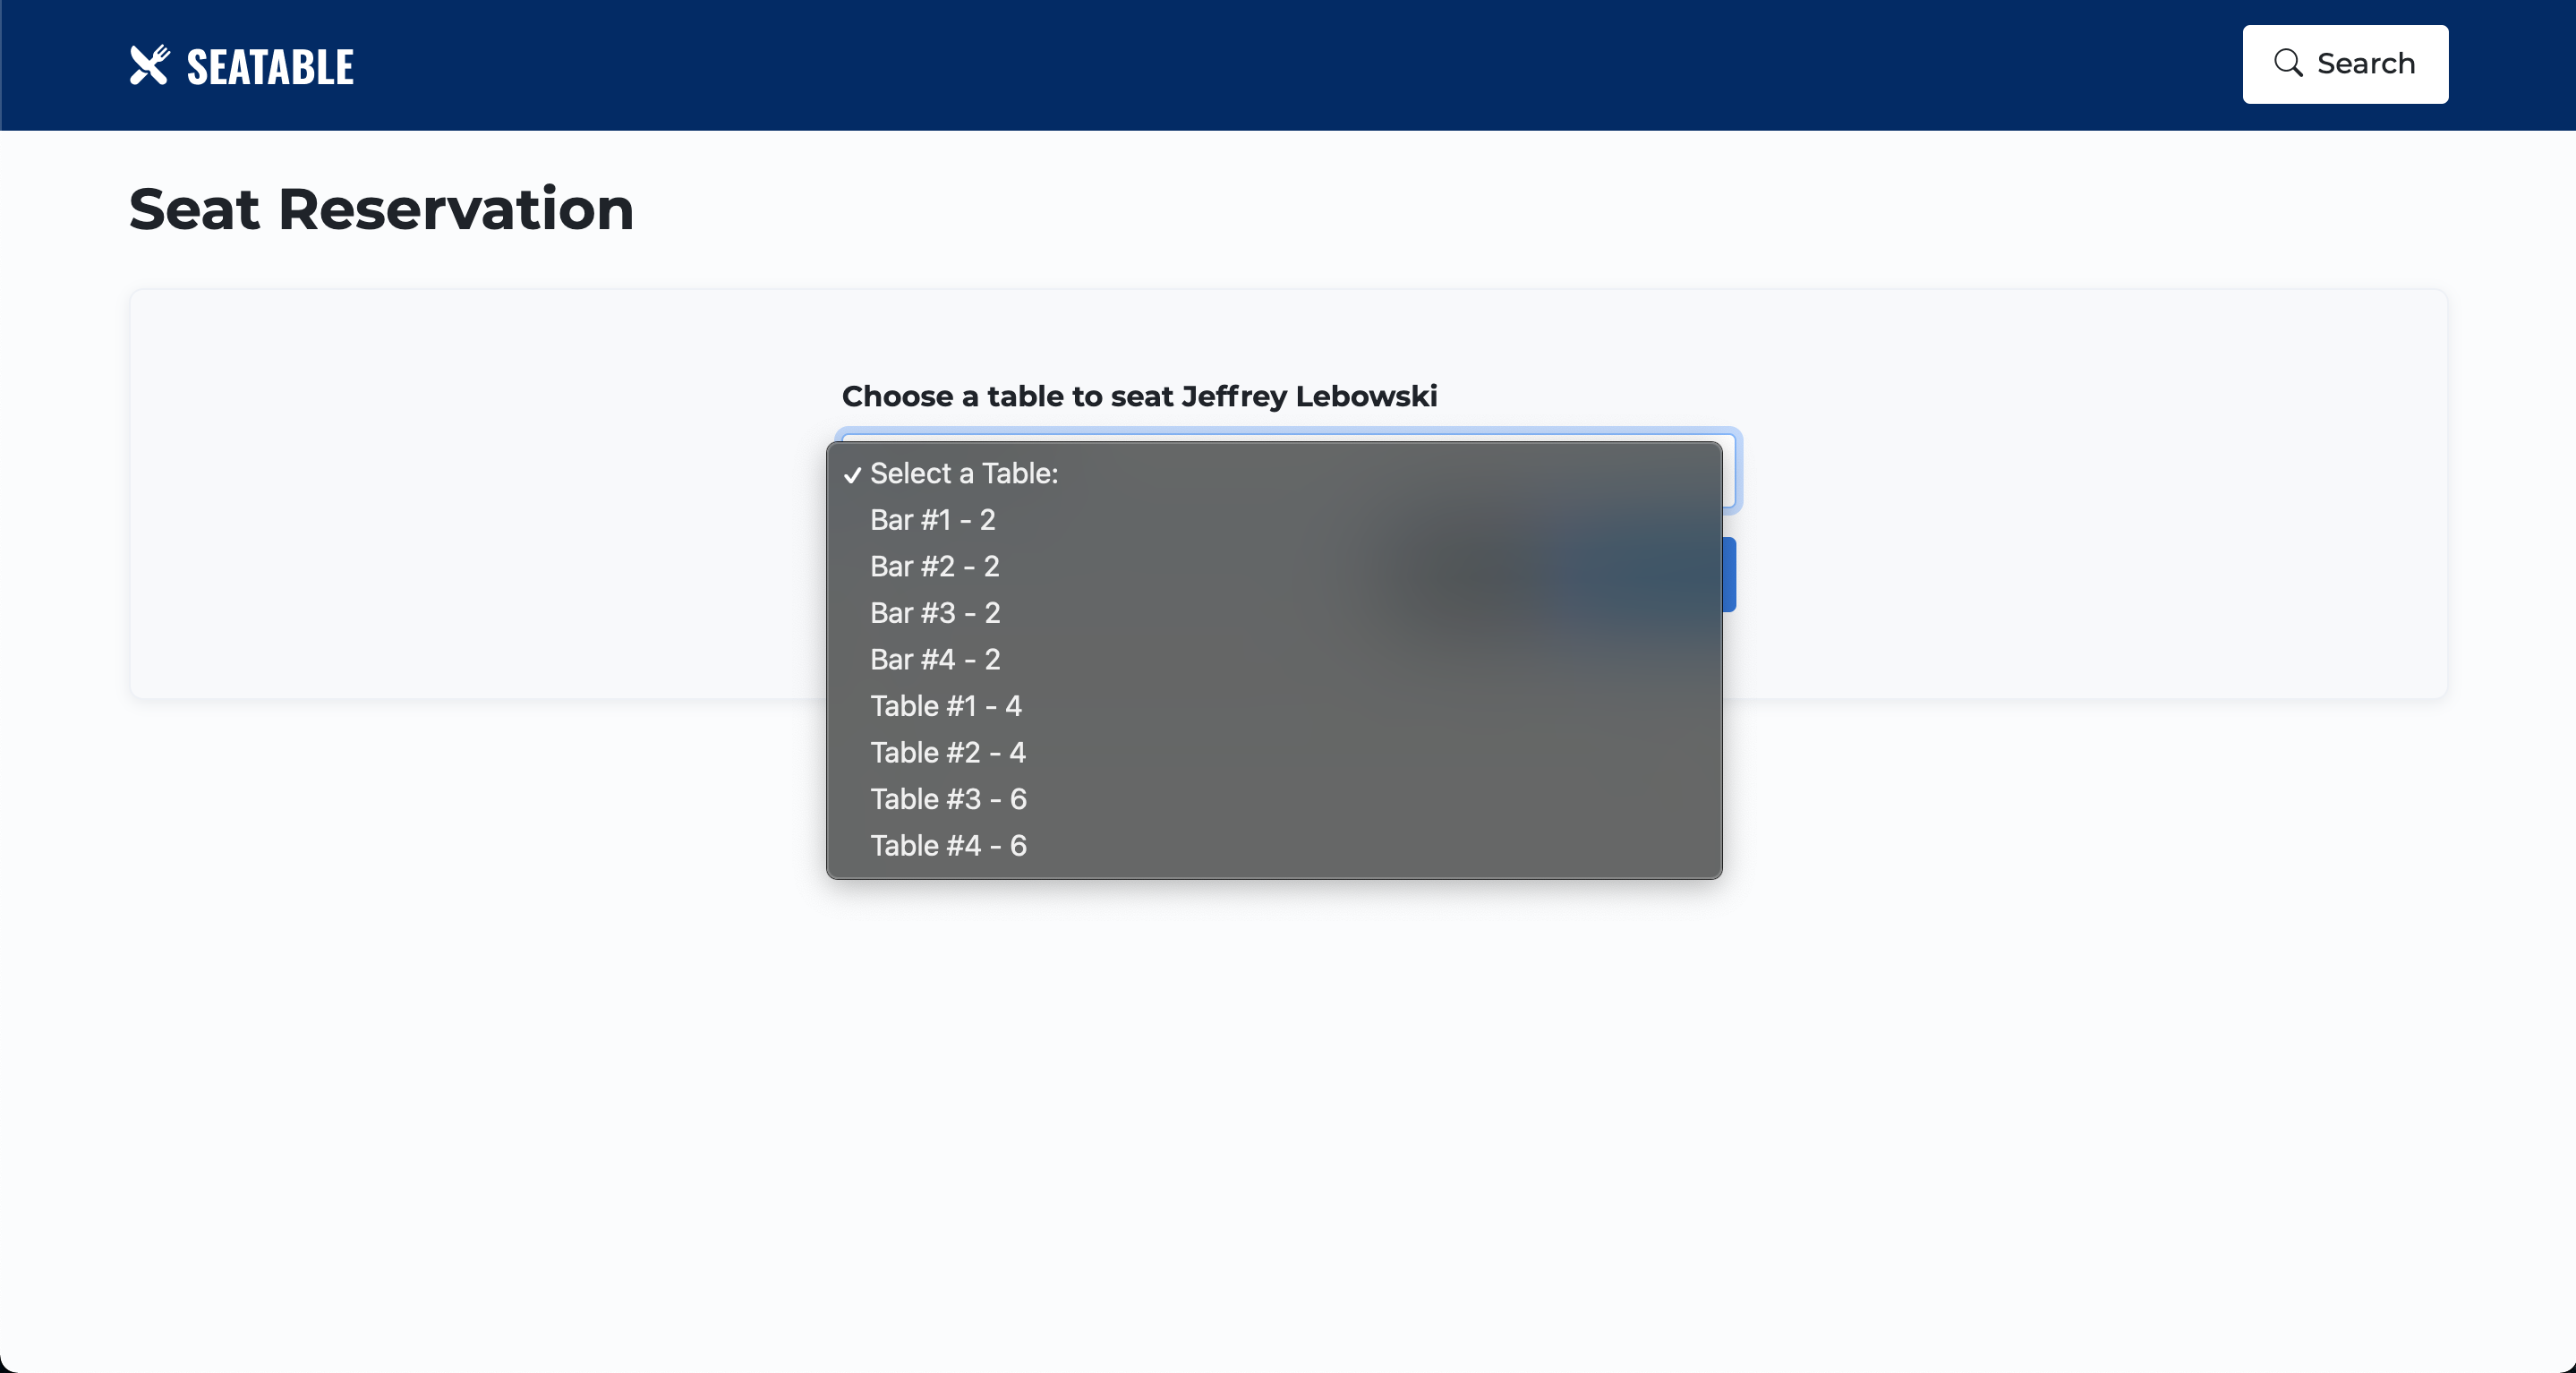 SEATABLE
Search
Seat Reservation
Choose a table to seat Jeffrey Lebowski
✓ Select a Table:
Bar #1 - 2
Bar #2 - 2
Bar #3 - 2
Bar #4 - 2
Table #1 - 4
Table #2 - 4
Table #3 - 6
Table #4 - 6